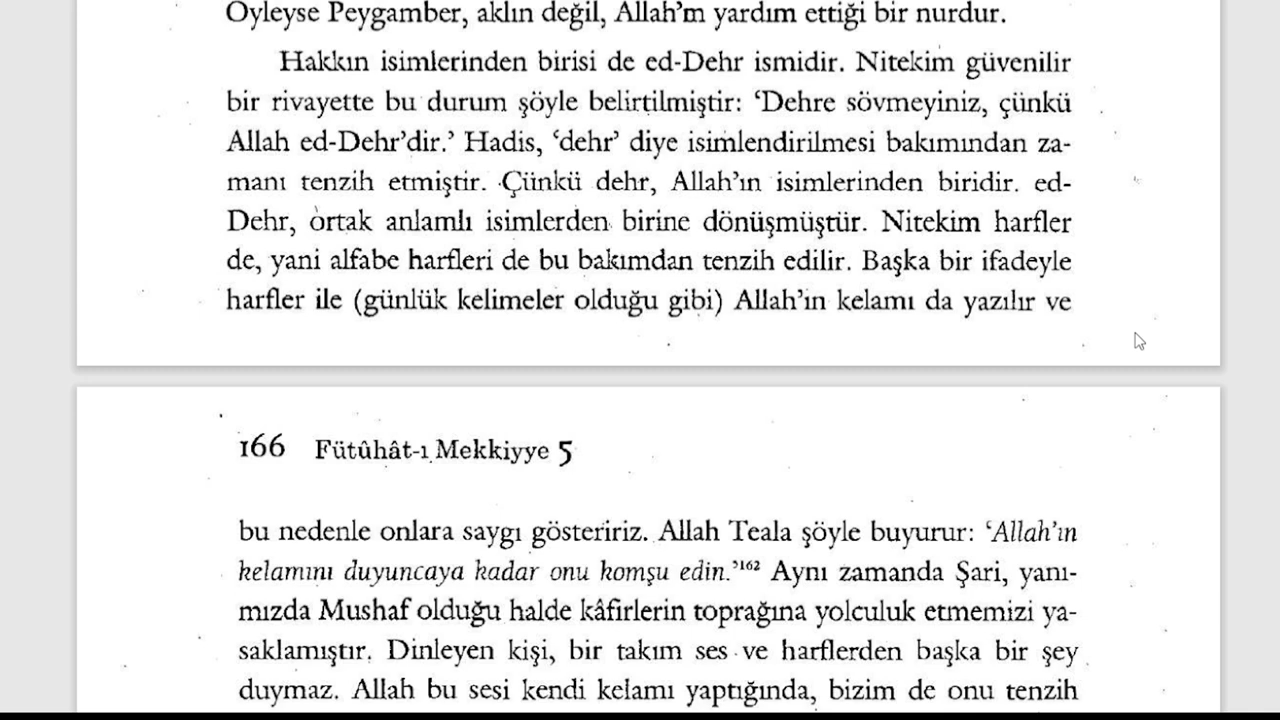 Öyleyse Peygamber, aklın değil, Allah'm yardım ettiği bir nurdur.
Hakkın isimlerinden birisi de ed-Dehr ismidir. Nitekim güvenilir
bir rivayette bu durum şöyle belirtilmiştir: ‘Dehre sövmeyiniz, çünkü
Allah ed-Dehr’dir.’ Hadis, ‘dehr’ diye isimlendirilmesi bakımından za-
manı tenzih etmiştir. Çünkü dehr, Allah’ın isimlerinden biridir. ed-
Dehr, ortak anlamlı isimlerden birine dönüşmüştür. Nitekim harfler
de, yani alfabe harfleri de bu bakımdan tenzih edilir. Başka bir ifadeyle
harfler ile (günlük kelimeler olduğu gibi) Allah’ın kelamı da yazılır ve
166 Fütûhât-ı Mekkiyye 5
bu nedenle onlara saygı gösteririz. Allah Teala şöyle buyurur: ‘Allah’ın
kelamını duyuncaya kadar onu komşu edin.’¹⁶² Aynı zamanda Şari, yanı-
mızda Mushaf olduğu halde kâfirlerin toprağına yolculuk etmemizi ya-
saklamıştır. Dinleyen kişi, bir takım ses ve harflerden başka bir şey
duymaz. Allah bu sesi kendi kelamı yaptığında, bizim de onu tenzih